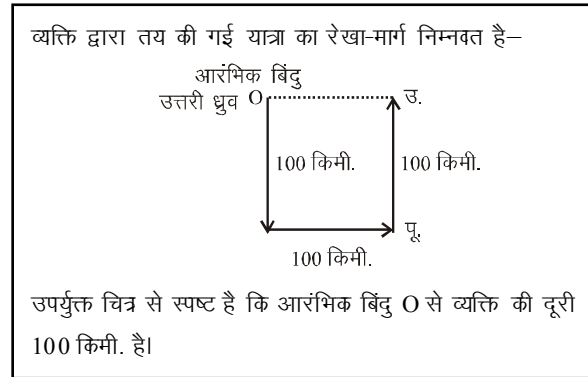 व्यक्ति द्वारा तय की गई यात्रा का रेखा-मार्ग निम्नवत है–
आरंभिक बिंदु
उत्तरी ध्रुव O
उ.
100 किमी.
100 किमी.
पू.
100 किमी.
उपर्युक्त चित्र से स्पष्ट है कि आरंभिक बिंदु O से व्यक्ति की दूरी
100 किमी. है।